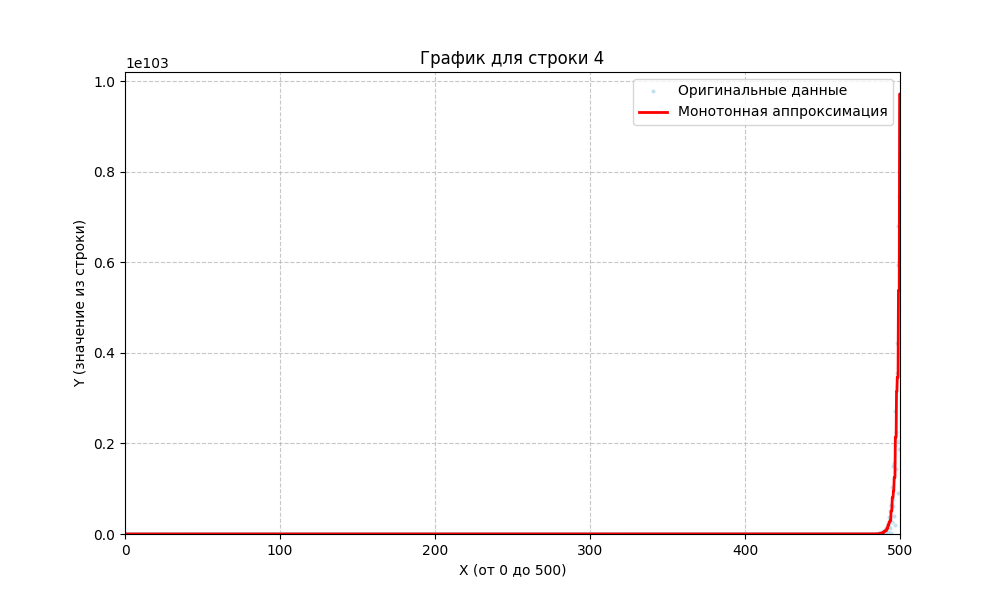 График для строки 4
1e103
Оригинальные данные
Монотонная аппроксимация
1.0
0.8
0.6
0.4
0.2
0.0
Y (значение из строки)
0 100 200 300 400 500
X (от 0 до 500)